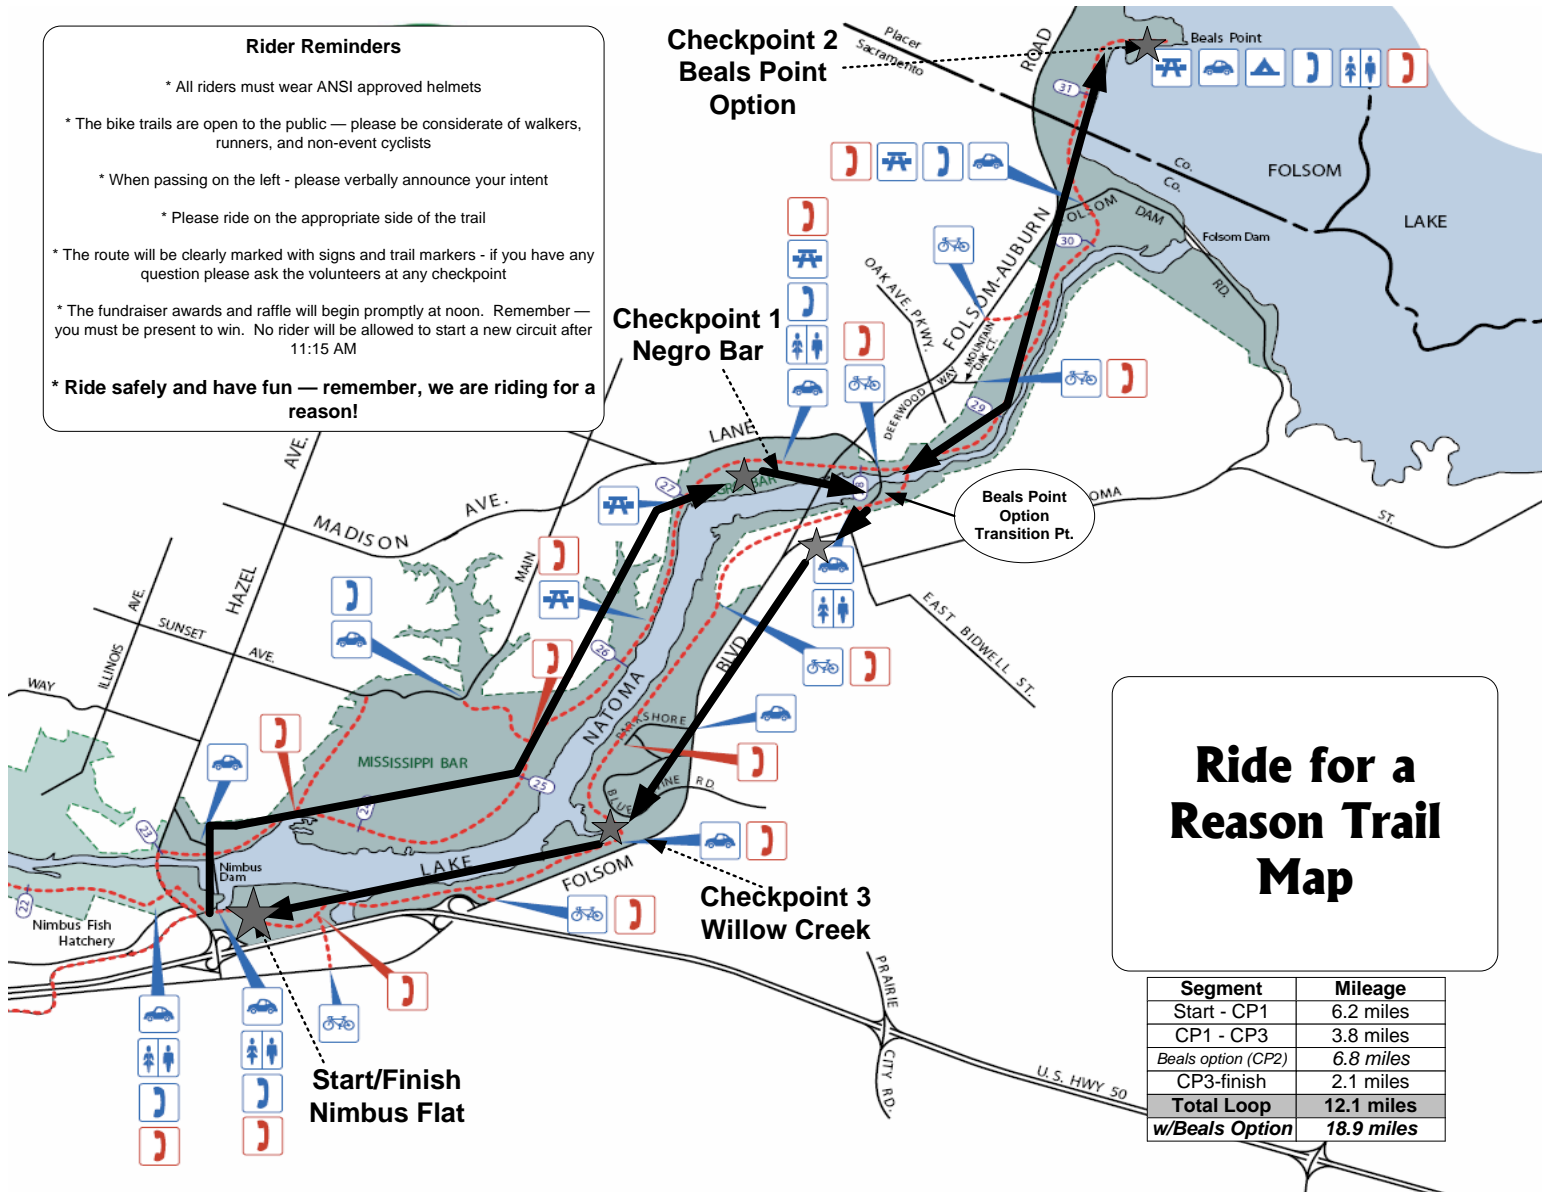 Rider Reminders
* All riders must wear ANSI approved helmets
* The bike trails are open to the public — please be considerate of walkers,
runners, and non-event cyclists
* When passing on the left - please verbally announce your intent
* Please ride on the appropriate side of the trail
* The route will be clearly marked with signs and trail markers - if you have any
question please ask the volunteers at any checkpoint
* The fundraiser awards and raffle will begin promptly at noon.  Remember —
you must be present to win.  No rider will be allowed to start a new circuit after
11:15 AM
* Ride safely and have fun — remember, we are riding for a
reason!
Checkpoint 2
Beals Point
Option
Placer
Sacramento
ROAD
Beals Point
31
Co.
Co.
FOLSOM
LAKE
FOLSOM
DAM
RD.
Folsom Dam
30
FOLSOM-AUBURN
OAK AVE. PKWY.
MOUNTAIN
OAK CT.
DEERWOOD
WAY
29
Checkpoint 1
Negro Bar
LANE
27
BAR
Beals Point
Option
Transition Pt.
OMA
ST.
MADISON
AVE.
AVE.
HAZEL
MAIN
AVE.
ILLINOIS
SUNSET
AVE.
WAY
EAST BIDWELL ST.
BLVD
26
NATOMA
SHORE
MISSISSIPPI BAR
25
BLUE
INE RD.
23
Nimbus
Dam
LAKE
FOLSOM
22
Nimbus Fish
Hatchery
Checkpoint 3
Willow Creek
Start/Finish
Nimbus Flat
PRAIRIE
CITY RD.
U.S. HWY 50
Ride for a
Reason Trail
Map
Segment Mileage
Start - CP1 6.2 miles
CP1 - CP3 3.8 miles
Beals option (CP2) 6.8 miles
CP3-finish 2.1 miles
Total Loop 12.1 miles
w/Beals Option 18.9 miles